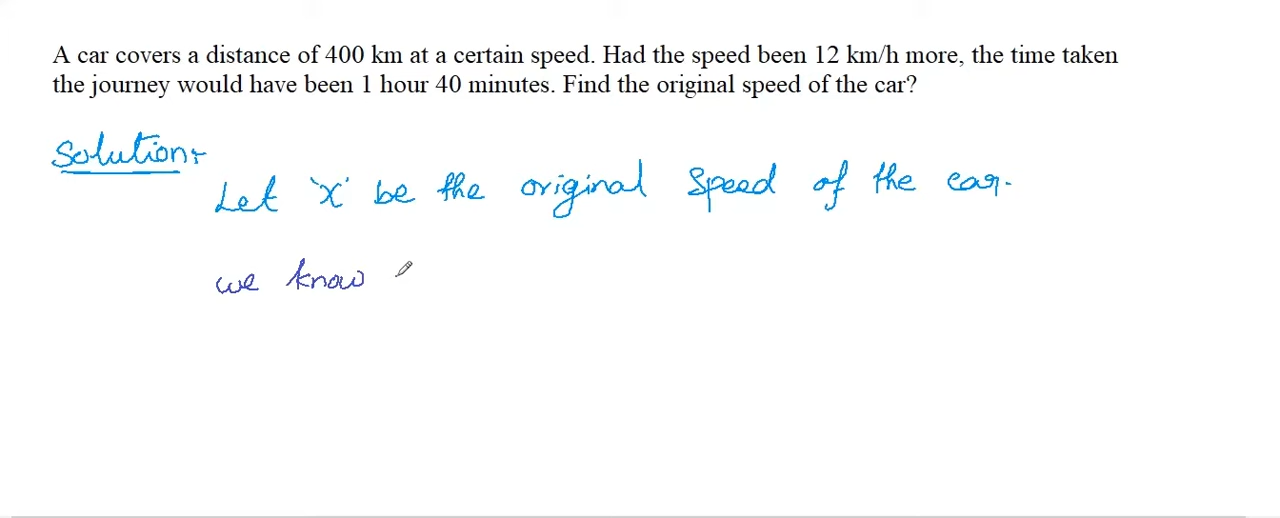 A car covers a distance of 400 km at a certain speed. Had the speed been 12 km/h more, the time taken
the journey would have been 1 hour 40 minutes. Find the original speed of the car?
Solution:-
Let 'x' be the original speed of the car.
we know